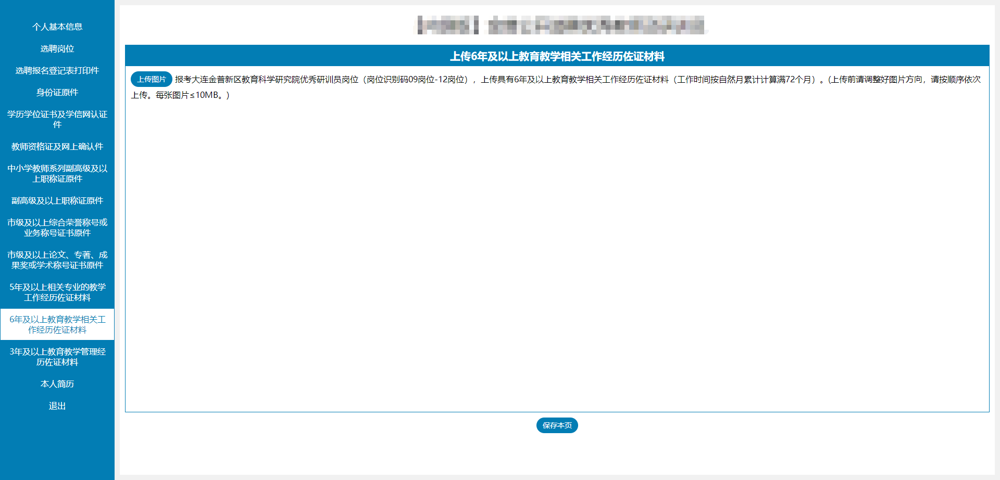 个人基本信息
选聘岗位
选聘报名登记表打印件
身份证原件
学历学位证书及学信网认证
件
教师资格证及网上确认件
中小学教师系列副高级及以
上职称证原件
副高级及以上职称证原件
市级及以上综合荣誉称号或
业务称号证书原件
市级及以上论文、专著、成
果奖或学术称号证书原件
5年及以上相关专业的教学
工作经历佐证材料
6年及以上教育教学相关工
作经历佐证材料
3年及以上教育教学管理经
历佐证材料
本人简历
退出
上传6年及以上教育教学相关工作经历佐证材料
上传图片 报考大连金普新区教育科学研究院优秀研训员岗位（岗位识别码09岗位-12岗位），上传具有6年及以上教育教学相关工作经历佐证材料（工作时间按自然月累计计算满72个月）。(上传前请调整好图片方向，请按顺序依次
上传。每张图片≤10MB。)
保存本页